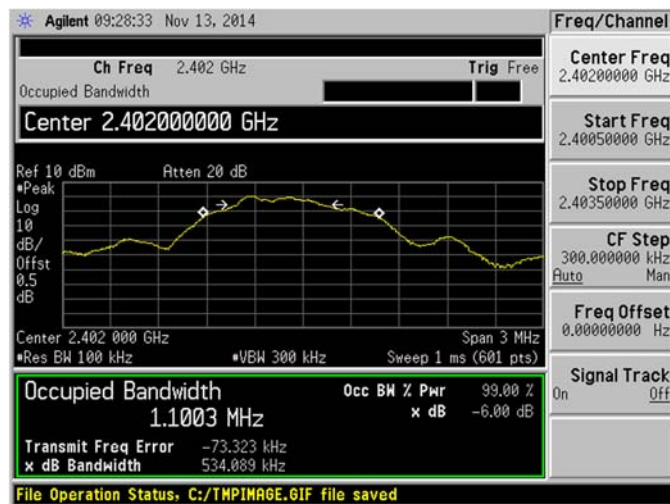 Agilent 09:28:33 Nov 13, 2014
Freq/Channel
Ch Freq 2.402 GHz
Trig Free
Occupied Bandwidth
Center 2.402000000 GHz
Ref 10 dBm
Atten 20 dB
#Peak
Log
10
dB/
Offst
0.5
dB
Center 2.402 000 GHz
Span 3 MHz
#Res BW 100 kHz
#VBW 300 kHz
Sweep 1 ms (601 pts)
Occupied Bandwidth
1.1003 MHz
Occ BW % Pwr 99.00 %
x dB -6.00 dB
Transmit Freq Error -73.323 kHz
x dB Bandwidth 534.089 kHz
File Operation Status, C:/TMPIMAGE.GIF file saved
Center Freq
2.40200000 GHz
Start Freq
2.40050000 GHz
Stop Freq
2.40350000 GHz
CF Step
300.000000 kHz
Auto Man
Freq Offset
0.00000000 Hz
Signal Track
On Off